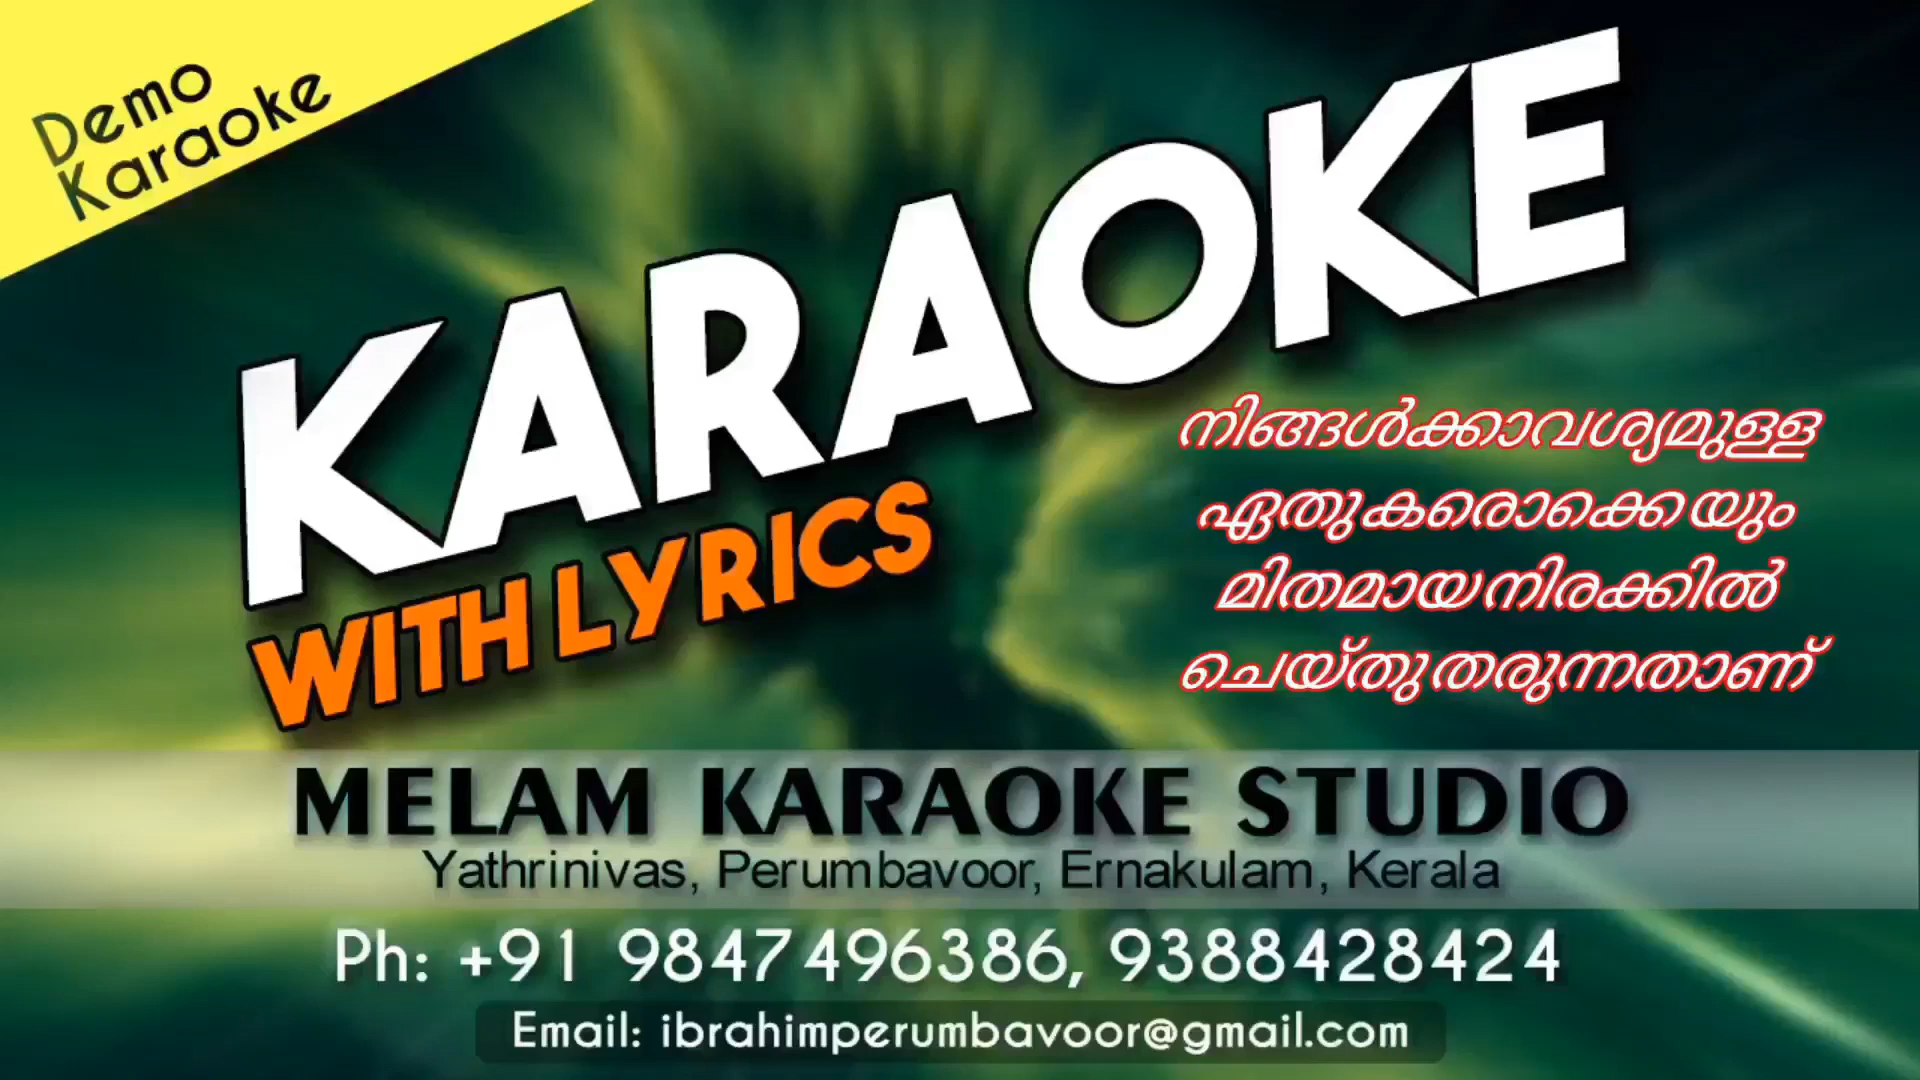 Demo
Karaoke
KARAOKE
WITH LYRICS
നിങ്ങൾക്കാവശ്യമുള്ള
ഏതുകരൊക്കെയും
മിതമായനിരക്കിൽ
ചെയ്തുതരുന്നതാണ്
MELAM KARAOKE STUDIO
Yathrinivas, Perumbavoor, Ernakulam, Kerala
Ph: +91 9847496386, 9388428424
Email: ibrahimperumbavoor@gmail.com